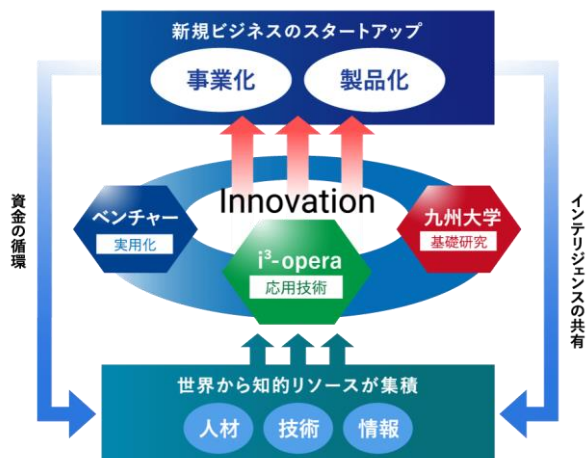 新規ビジネスのスタートアップ
事業化
製品化
資金の循環
インテリジェンスの共有
Innovation
ベンチャー
実用化
九州大学
基礎研究
i³-opera
応用技術
世界から知的リソースが集積
人材
技術
情報